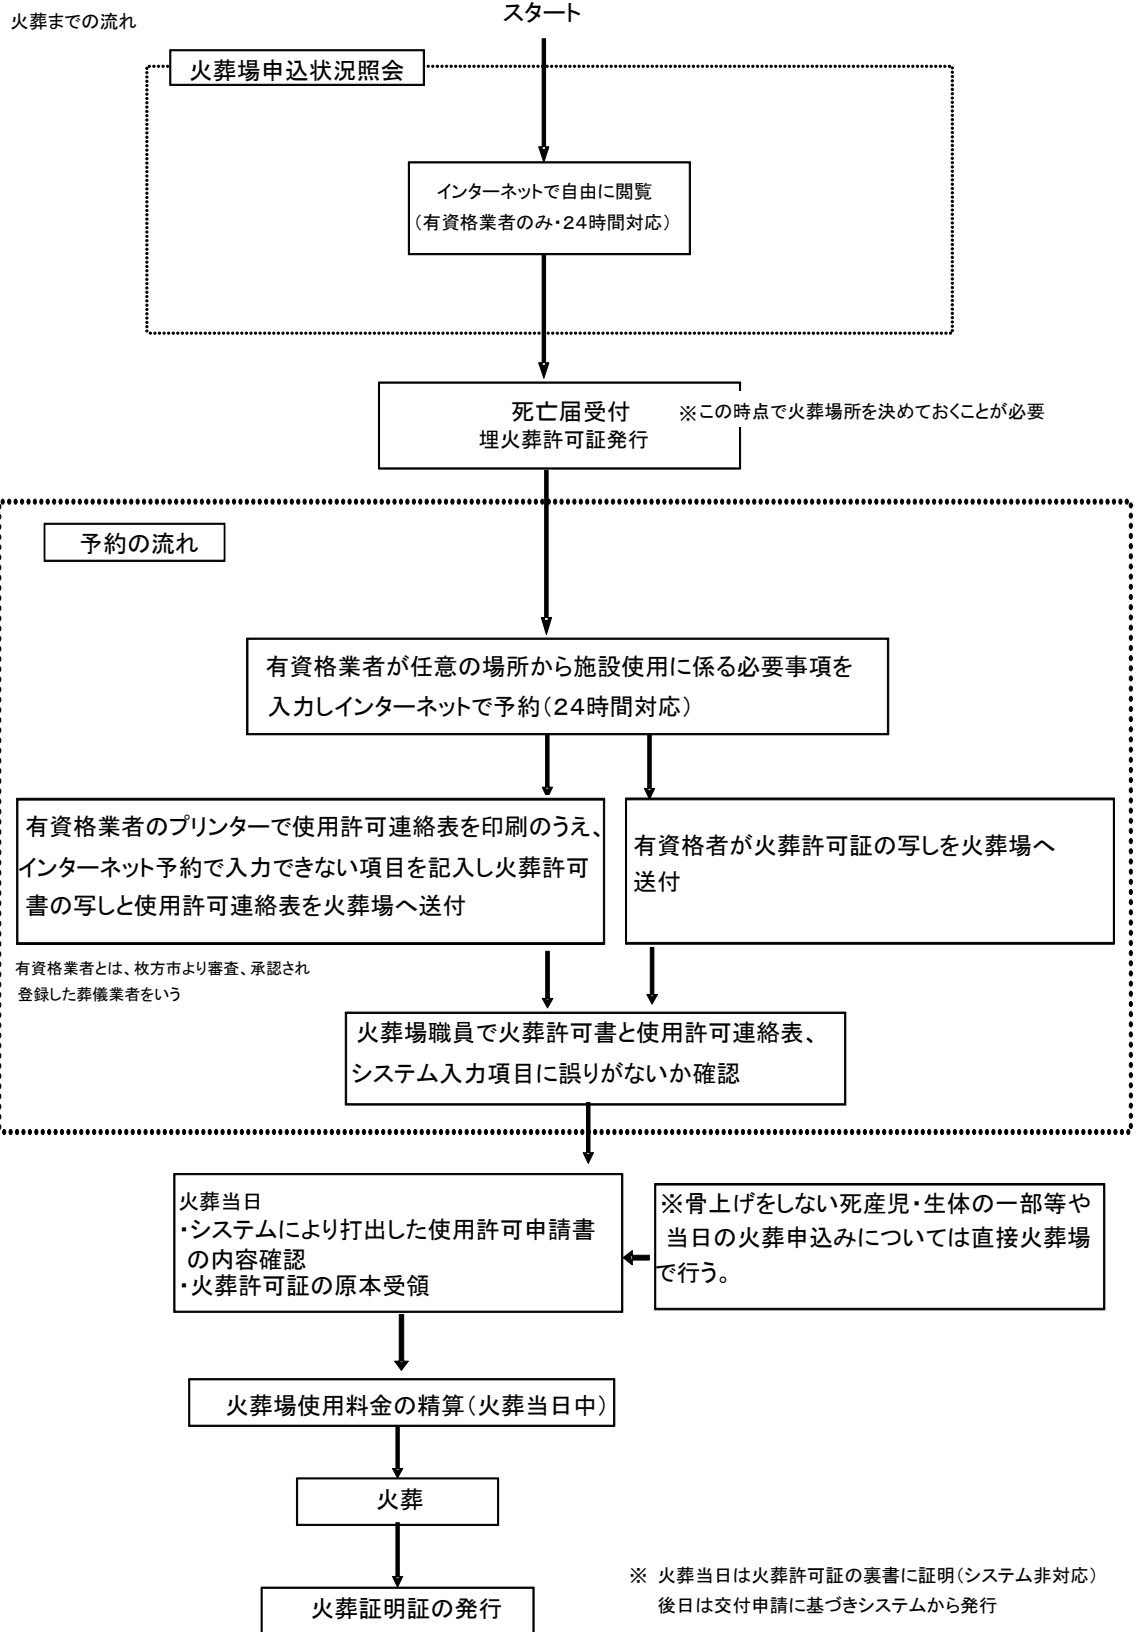 火葬までの流れ
スタート
火葬場申込状況照会
インターネットで自由に閲覧
（有資格業者のみ・24時間対応）
死亡届受付
埋火葬許可証発行
※この時点で火葬場所を決めておくことが必要
予約の流れ
有資格業者が任意の場所から施設使用に係る必要事項を
入力しインターネットで予約（24時間対応）
有資格業者のプリンターで使用許可連絡表を印刷のうえ、
インターネット予約で入力できない項目を記入し火葬許可
書の写しと使用許可連絡表を火葬場へ送付
有資格者が火葬許可証の写しを火葬場へ
送付
有資格業者とは、枚方市より審査、承認され
登録した葬儀業者をいう
火葬場職員で火葬許可書と使用許可連絡表、
システム入力項目に誤りがないか確認
火葬当日
・システムにより打出した使用許可申請書
の内容確認
・火葬許可証の原本受領
※骨上げをしない死産児・生体の一部等や
当日の火葬申込みについては直接火葬場
で行う。
火葬場使用料金の精算（火葬当日中）
火葬
火葬証明証の発行
※ 火葬当日は火葬許可証の裏書に証明（システム非対応）
後日は交付申請に基づきシステムから発行